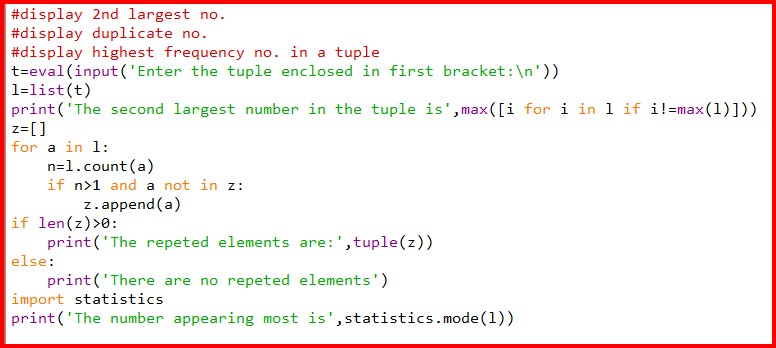 #display 2nd largest no.
#display duplicate no.
#display highest frequency no. in a tuple
t=eval(input('Enter the tuple enclosed in first bracket:\n'))
l=list(t)
print('The second largest number in the tuple is',max([i for i in l if i!=max(l)]))
z=[]
for a in l:
    n=l.count(a)
    if n>1 and a not in z:
        z.append(a)
if len(z)>0:
    print('The repeted elements are:',tuple(z))
else:
    print('There are no repeted elements')
import statistics
print('The number appearing most is',statistics.mode(l))